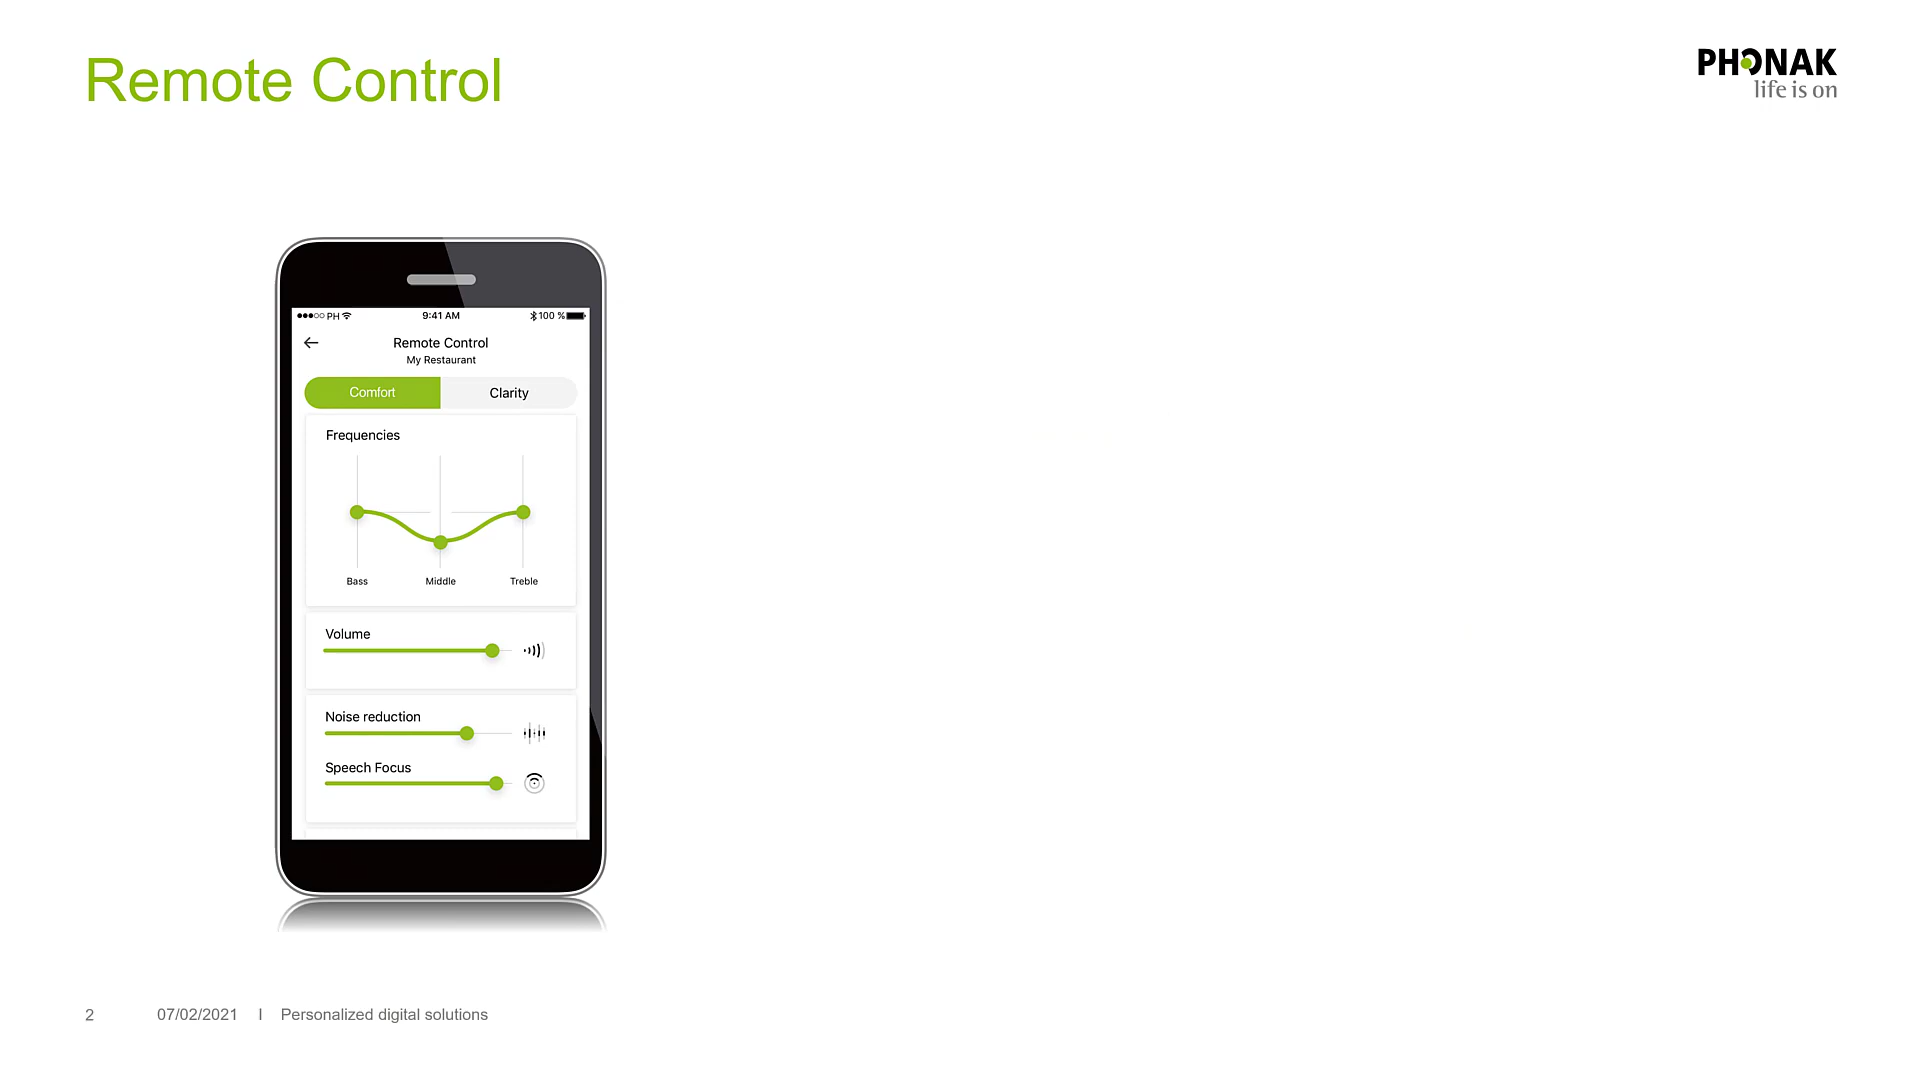 Remote Control
PHONAK
life is on
PH 9:41 AM 100 %
Remote Control
My Restaurant
Comfort Clarity
Frequencies
Bass Middle Treble
Volume
Noise reduction
Speech Focus
2 07/02/2021 I Personalized digital solutions